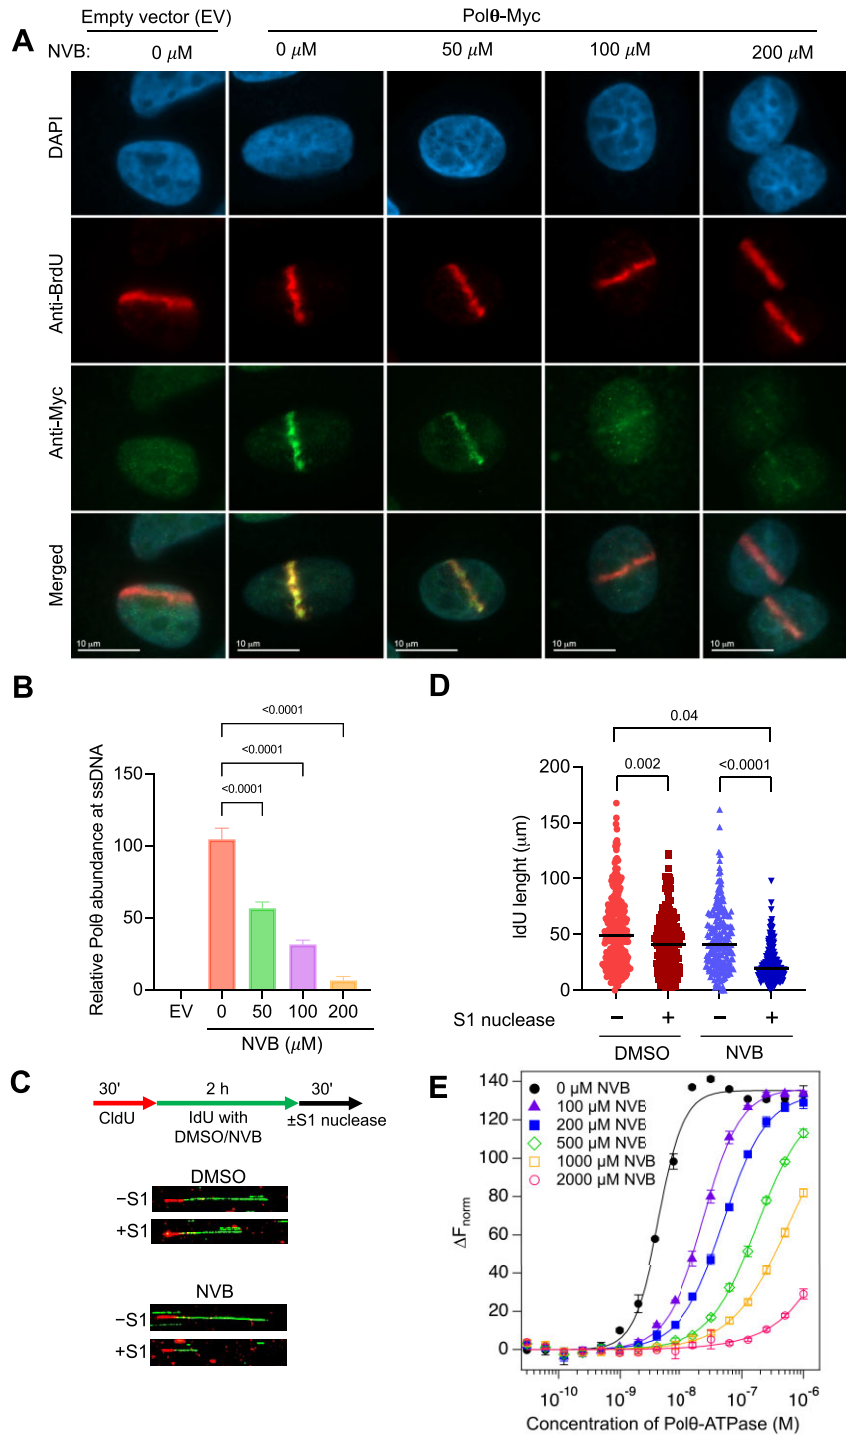 Empty vector (EV)
Polθ-Myc
A
NVB:
0 μM
0 μM
50 μM
100 μM
200 μM
DAPI
Anti-BrdU
Anti-Myc
Merged
10 μm
10 μm
10 μm
10 μm
10 μm
B
<0.0001
<0.0001
<0.0001
Relative Polθ abundance at ssDNA
150
100
50
0
EV
0
50
100
200
NVB (μM)
D
0.04
0.002
<0.0001
IdU lenght (μm)
200
150
100
50
0
S1 nuclease
−
+
−
+
DMSO
NVB
C
30'
2 h
30'
CldU
IdU with
DMSO/NVB
±S1 nuclease
DMSO
−S1
+S1
NVB
−S1
+S1
E
0 μM NVB
100 μM NVB
200 μM NVB
500 μM NVB
1000 μM NVB
2000 μM NVB
ΔFnorm
140
120
100
80
60
40
20
0
10-10
10-9
10-8
10-7
10-6
Concentration of Polθ-ATPase (M)